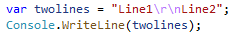 var twolines = "Line1\r\nLine2";
Console.WriteLine(twolines);